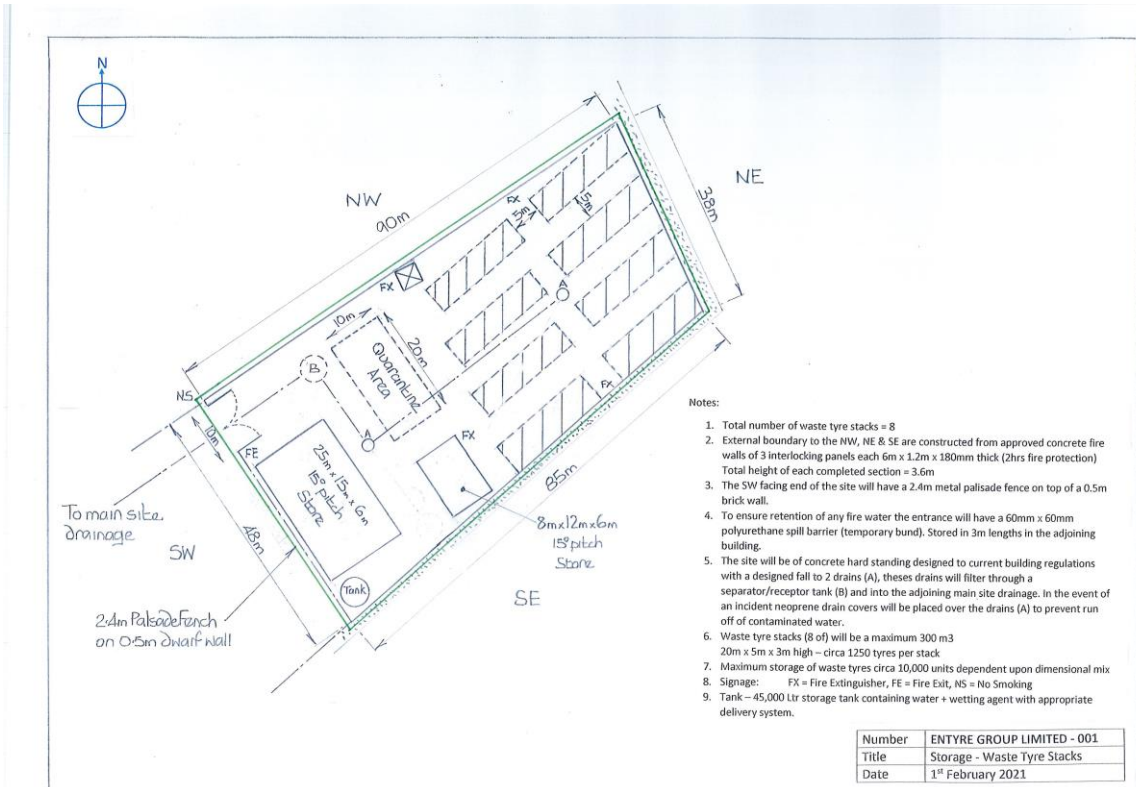 N
NW
NE
90m
38m
FX
5m
5m
FX
A
10m
20m
Quarantine
Area
B
NS
10m
FE
A
FX
FX
25m x 15m x 6m
15° pitch
Store
85m
To main site
drainage
SW
48m
8m x 12m x 6m
15° pitch
Store
Tank
SE
2.4m Palsade Fench
on 0.5m dwarf wall
Notes:
1. Total number of waste tyre stacks = 8
2. External boundary to the NW, NE & SE are constructed from approved concrete fire
walls of 3 interlocking panels each 6m x 1.2m x 180mm thick (2hrs fire protection)
Total height of each completed section = 3.6m
3. The SW facing end of the site will have a 2.4m metal palisade fence on top of a 0.5m
brick wall.
4. To ensure retention of any fire water the entrance will have a 60mm x 60mm
polyurethane spill barrier (temporary bund). Stored in 3m lengths in the adjoining
building.
5. The site will be of concrete hard standing designed to current building regulations
with a designed fall to 2 drains (A), theses drains will filter through a
separator/receptor tank (B) and into the adjoining main site drainage. In the event of
an incident neoprene drain covers will be placed over the drains (A) to prevent run
off of contaminated water.
6. Waste tyre stacks (8 of) will be a maximum 300 m3
20m x 5m x 3m high – circa 1250 tyres per stack
7. Maximum storage of waste tyres circa 10,000 units dependent upon dimensional mix
8. Signage: FX = Fire Extinguisher, FE = Fire Exit, NS = No Smoking
9. Tank – 45,000 Ltr storage tank containing water + wetting agent with appropriate
delivery system.
Number ENTYRE GROUP LIMITED - 001
Title Storage - Waste Tyre Stacks
Date 1st February 2021